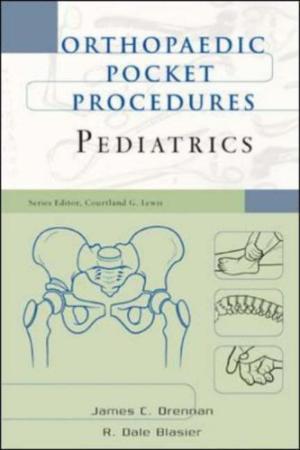 ORTHOPAEDIC
POCKET
PROCEDURES
PEDIATRICS
Series Editor, Courtland G. Lewis
James C. Drennan
R. Dale Blasier